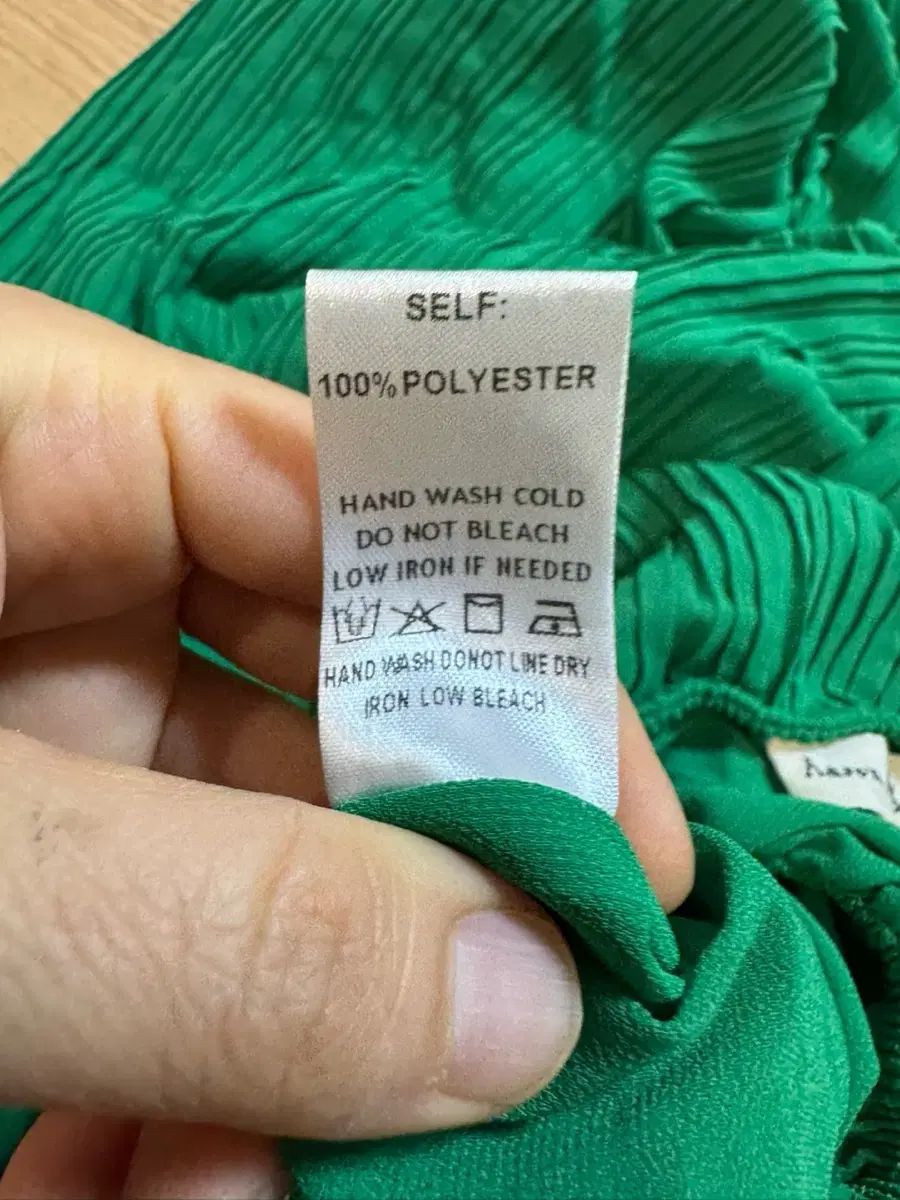 SELF:
100% POLYESTER
HAND WASH COLD
DO NOT BLEACH
LOW IRON IF NEEDED
HAND WASH DONOT LINE DRY
IRON LOW BLEACH